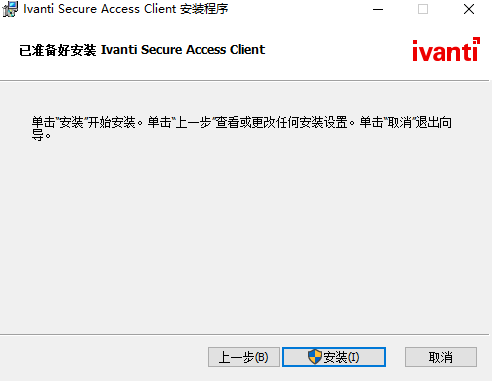 Ivanti Secure Access Client 安装程序
已准备好安装 Ivanti Secure Access Client
ivanti
单击"安装"开始安装。单击"上一步"查看或更改任何安装设置。单击"取消"退出向
导。
上一步(B)
安装(I)
取消